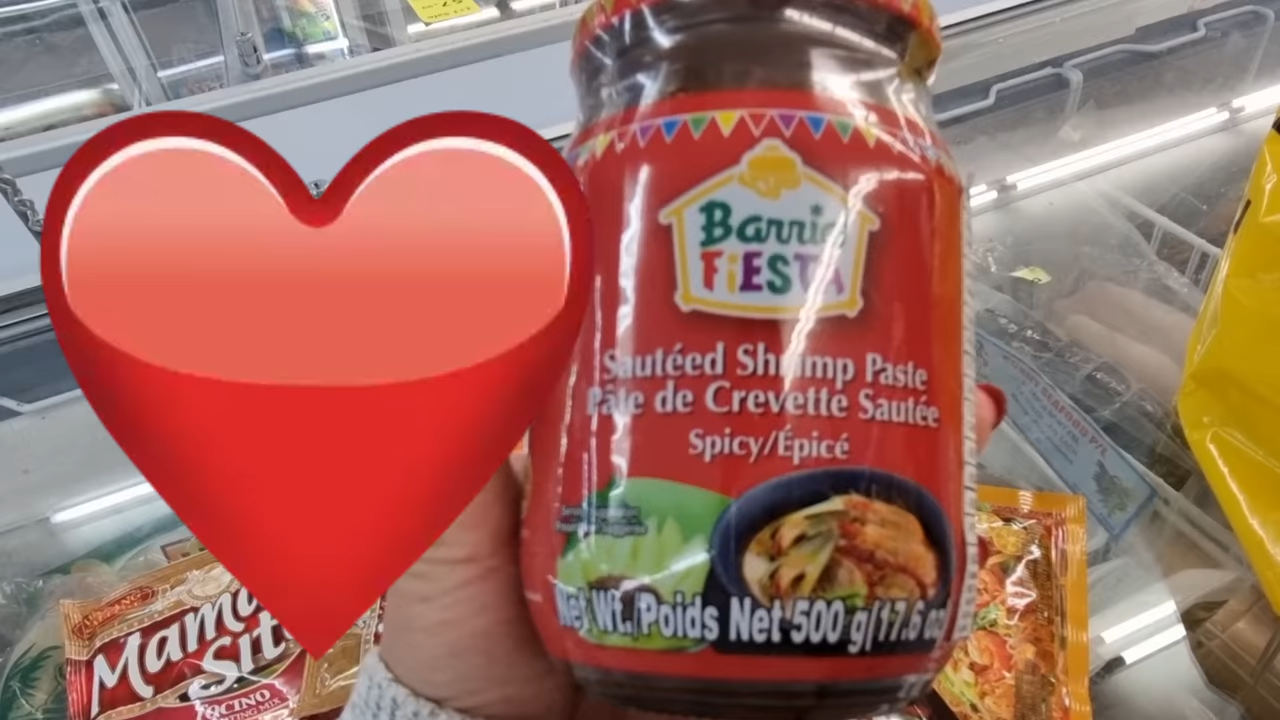 Barrio
FiESTA
Sautéed Shrimp Paste
Pâte de Crevette Sautée
Spicy/Épicé
Net Wt./Poids Net 500 g/17.6 oz
Mama
Sita's
TOCINO